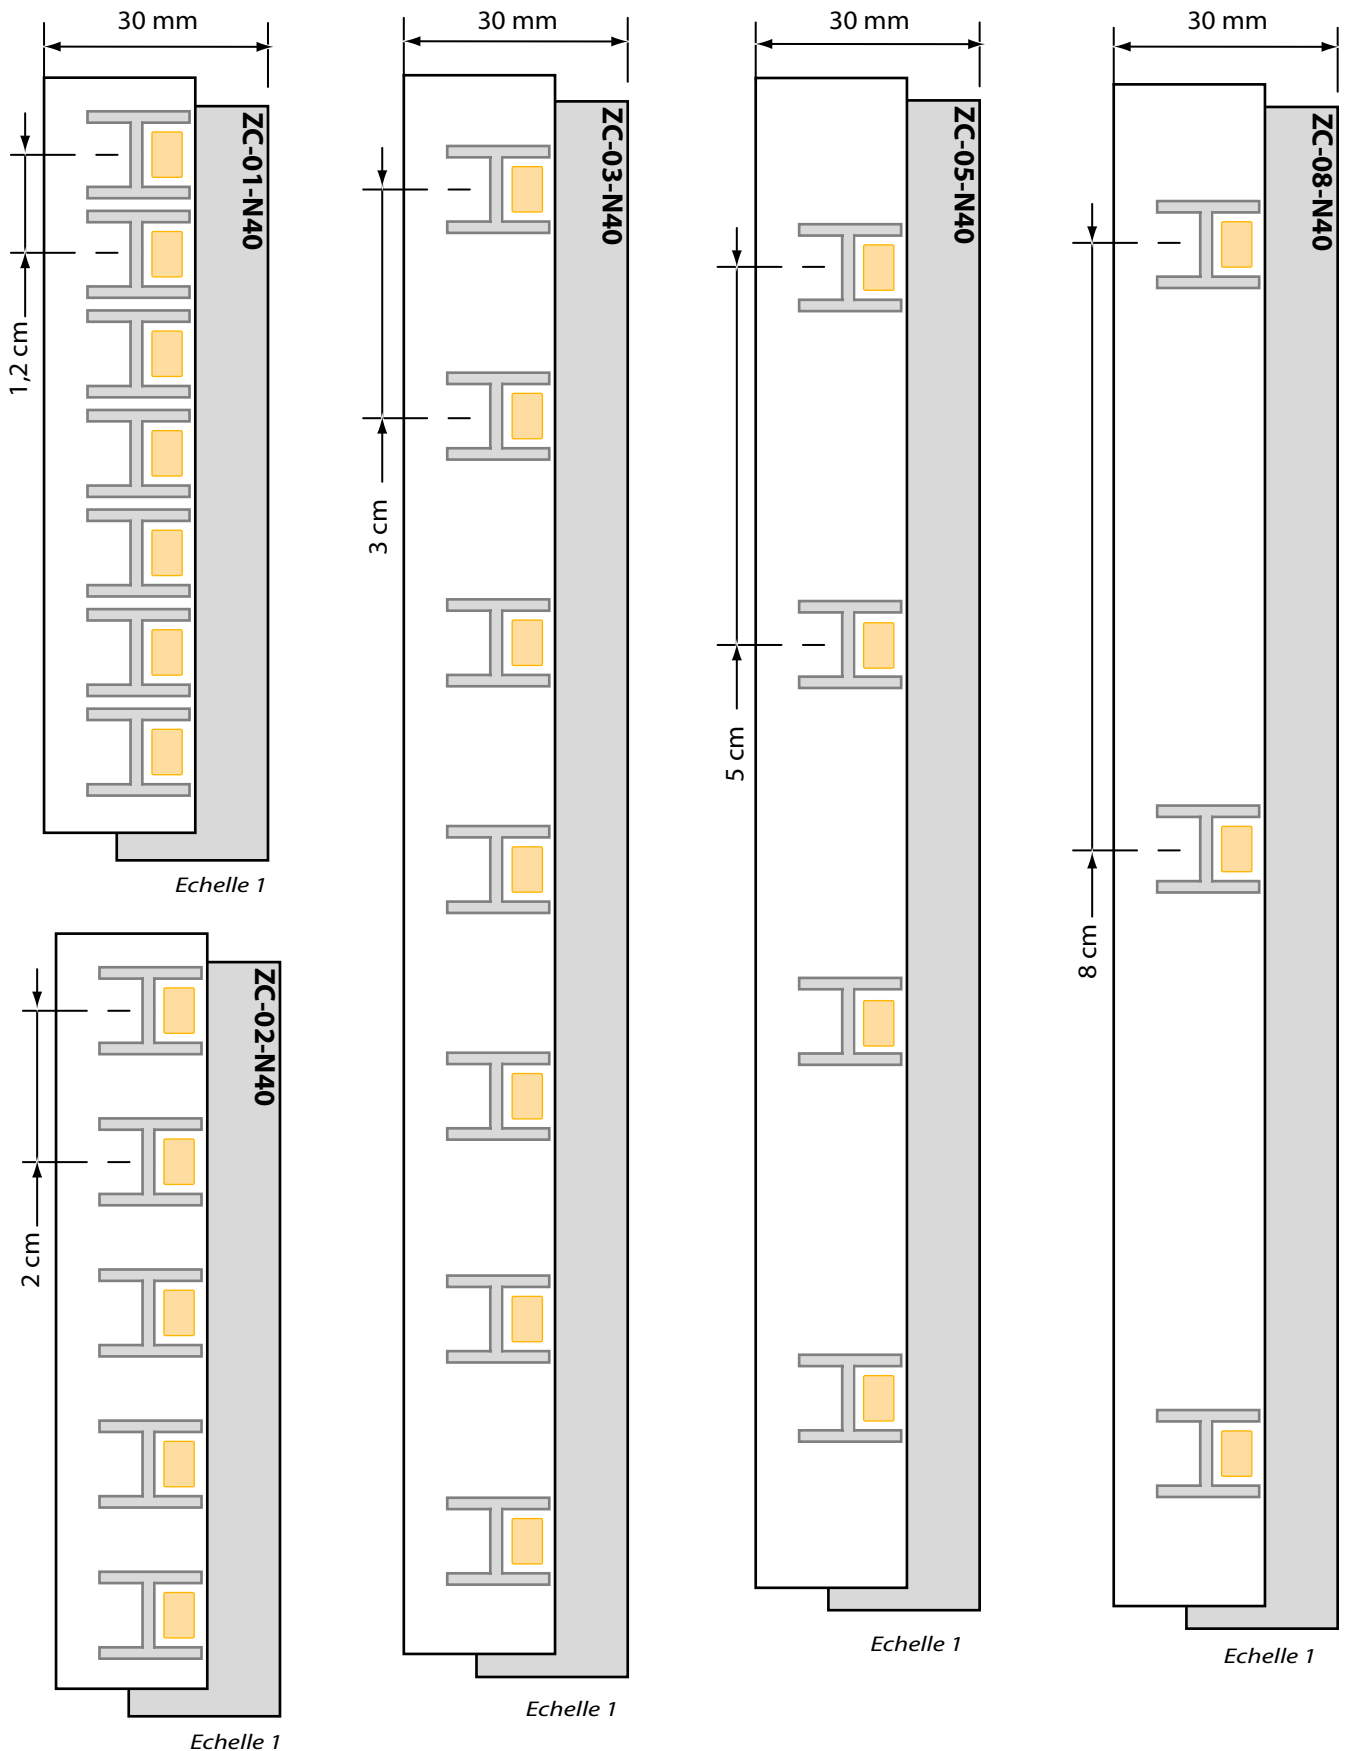 30 mm
ZC-01-N40
1,2 cm
Echelle 1
ZC-02-N40
2 cm
Echelle 1
30 mm
ZC-03-N40
3 cm
Echelle 1
30 mm
ZC-05-N40
5 cm
Echelle 1
30 mm
ZC-08-N40
8 cm
Echelle 1